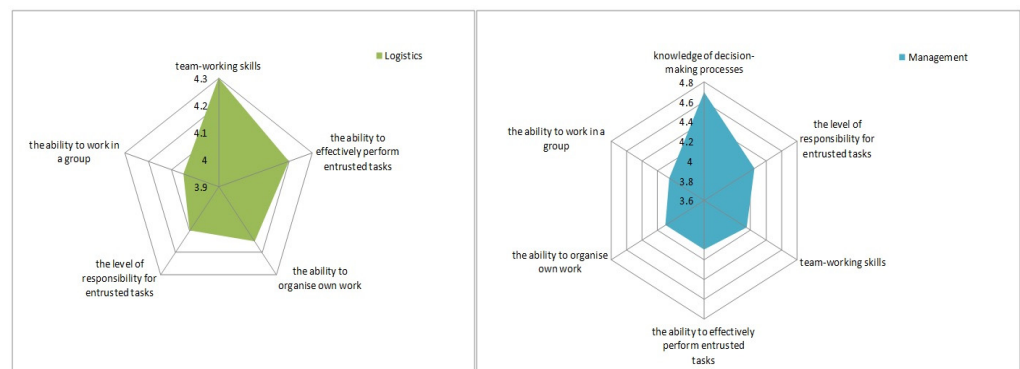 Logistics
team-working skills
4.3
4.2
4.1
4
3.9
the ability to
effectively perform
entrusted tasks
the ability to
organise own work
the level of
responsibility for
entrusted tasks
the ability to work in
a group
Management
knowledge of decision-
making processes
4.8
4.6
4.4
4.2
4
3.8
3.6
the level of
responsibility for
entrusted tasks
team-working skills
the ability to effectively
perform entrusted
tasks
the ability to organise
own work
the ability to work in a
group